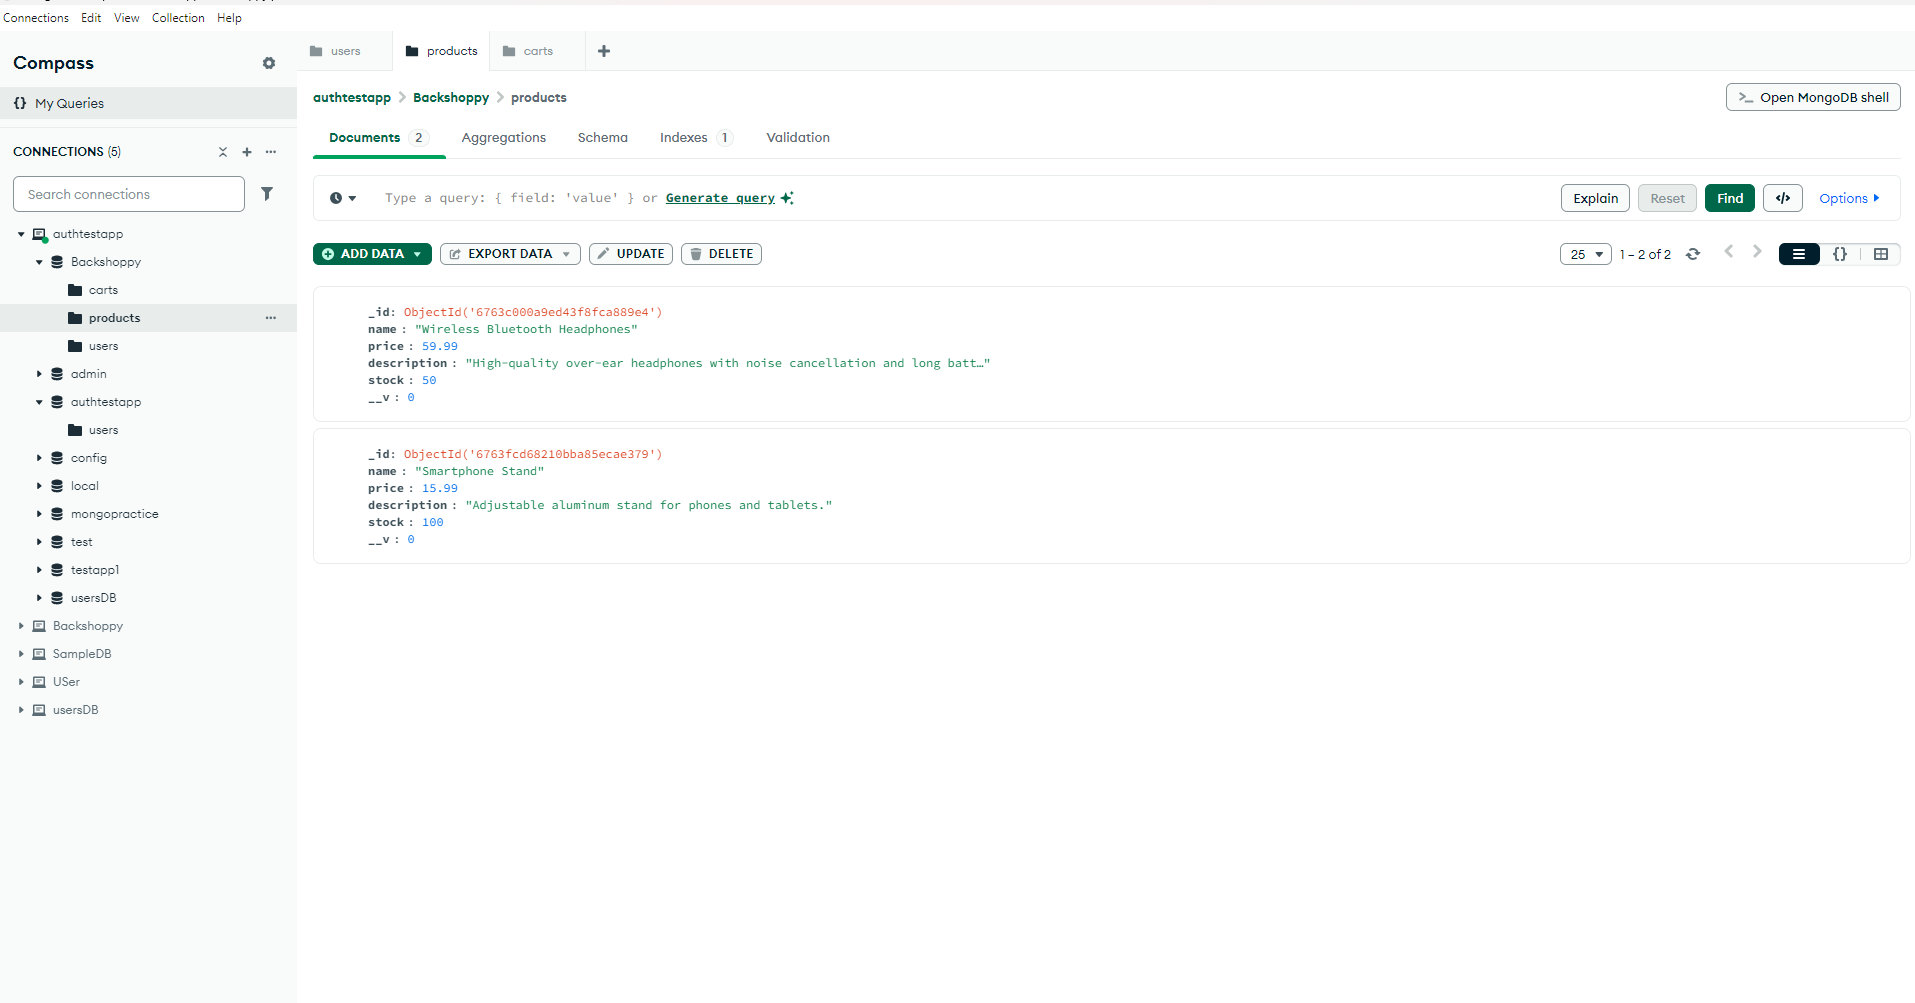 Connections Edit View Collection Help
Compass
{} My Queries
CONNECTIONS (5)
Search connections
authtestapp
Backshoppy
carts
products
users
admin
authtestapp
users
config
local
mongopractice
test
testapp1
usersDB
Backshoppy
SampleDB
USer
usersDB
users products carts
authtestapp > Backshoppy > products
>_ Open MongoDB shell
Documents 2 Aggregations Schema Indexes 1 Validation
Type a query: { field: 'value' } or Generate query
Explain Reset Find </> Options
ADD DATA EXPORT DATA UPDATE DELETE
25 1 – 2 of 2 {}
_id: ObjectId('6763c000a9ed43f8fca889e4')
name : "Wireless Bluetooth Headphones"
price : 59.99
description : "High-quality over-ear headphones with noise cancellation and long batt…"
stock : 50
__v : 0
_id: ObjectId('6763fcd68210bba85ecae379')
name : "Smartphone Stand"
price : 15.99
description : "Adjustable aluminum stand for phones and tablets."
stock : 100
__v : 0